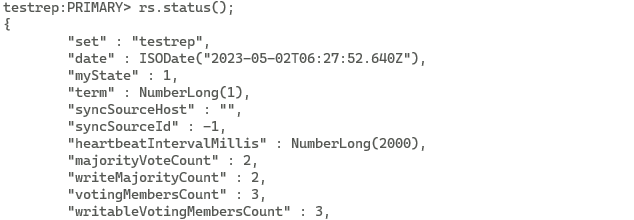 testrep:PRIMARY> rs.status();
{
        "set" : "testrep",
        "date" : ISODate("2023-05-02T06:27:52.640Z"),
        "myState" : 1,
        "term" : NumberLong(1),
        "syncSourceHost" : "",
        "syncSourceId" : -1,
        "heartbeatIntervalMillis" : NumberLong(2000),
        "majorityVoteCount" : 2,
        "writeMajorityCount" : 2,
        "votingMembersCount" : 3,
        "writableVotingMembersCount" : 3,